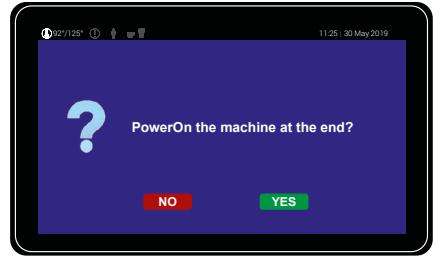 92°/125°
11:25 | 30 May 2019
PowerOn the machine at the end?
NO
YES